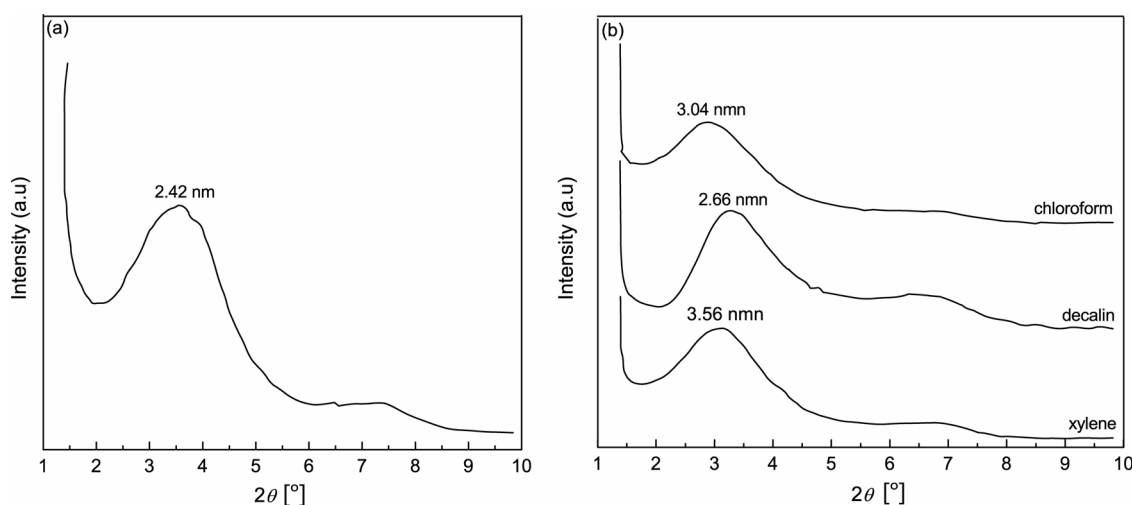 (a)
2.42 nm
Intensity (a.u)
1 2 3 4 5 6 7 8 9 10
2θ [º]
(b)
3.04 nmn
chloroform
2.66 nmn
decalin
3.56 nmn
xylene
Intensity (a.u)
1 2 3 4 5 6 7 8 9 10
2θ [º]